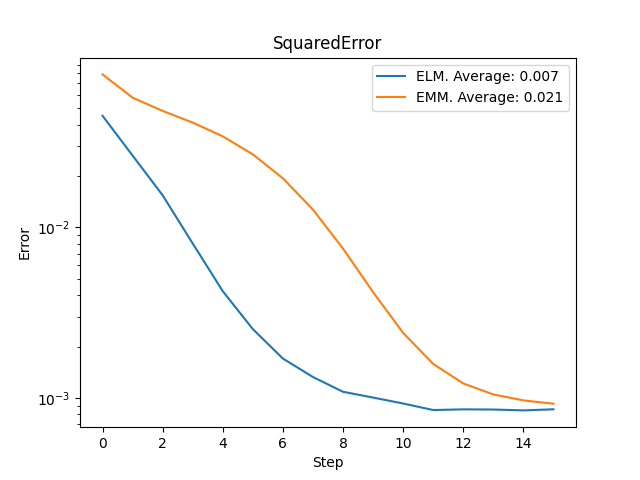 SquaredError
ELM. Average: 0.007
EMM. Average: 0.021
Error
10⁻²
10⁻³
0 2 4 6 8 10 12 14
Step